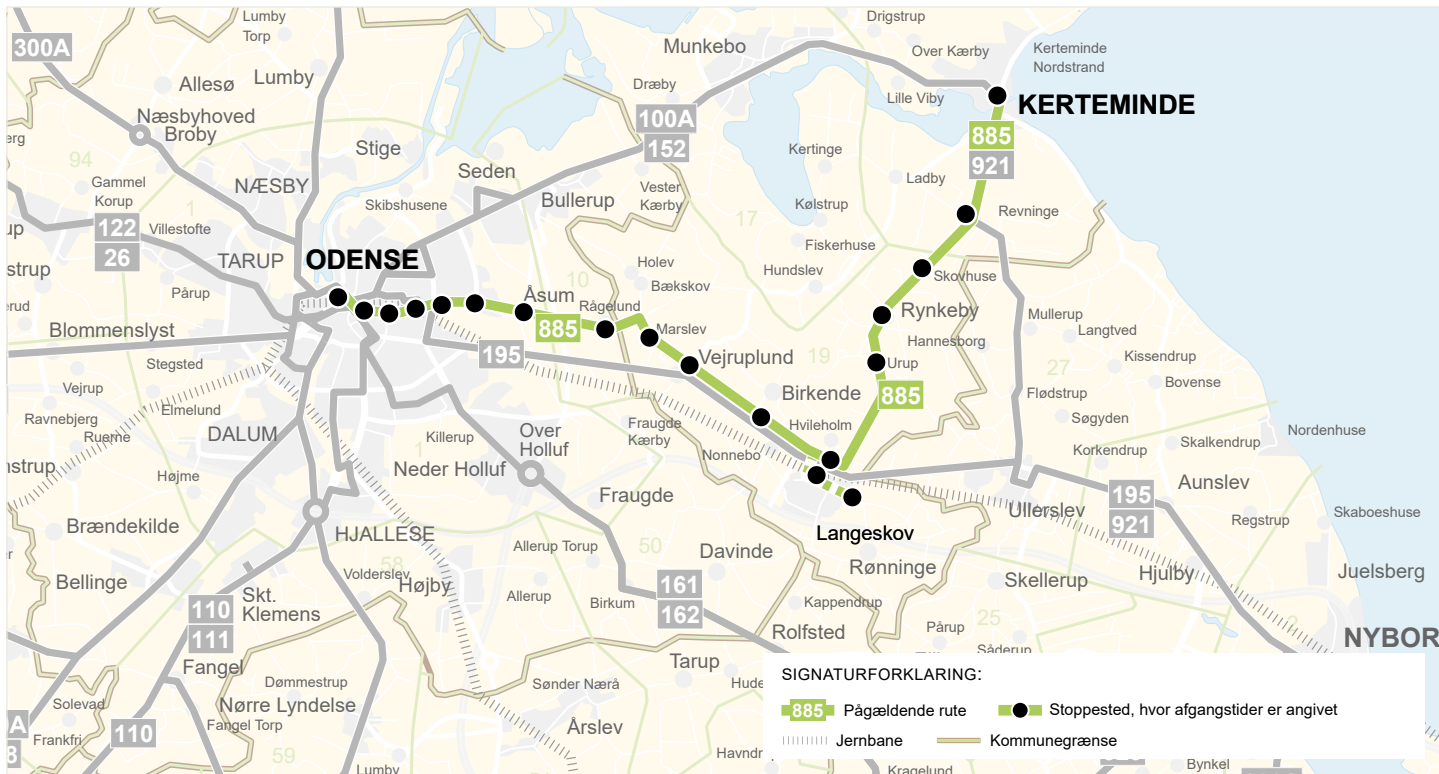 Lumby
Torp
300A
Allesø
Lumby
Næsbyhoved
Broby
94
Stige
Gammel
Korup
1
NÆSBY
Skibshusene
Seden
Bullerup
122
26
Villestofte
TARUP
ODENSE
Pårup
Blommenslyst
Stegsted
Vejrup
Ravnebjerg
Ruerne
Elmelund
DALUM
Højme
Brændekilde
HJALLESE
Bellinge
58
Volderslev
Højby
110
111
Skt.
Klemens
Fangel
Dømmestrup
Nørre Lyndelse
Solevad
Fangel Torp
Frankfri
110
59
Lumby
Drigstrup
Munkebo
Over Kærby
Kerteminde
Nordstrand
Dræby
Lille Viby
KERTEMINDE
100A
152
885
921
Kertinge
Ladby
Vester
Kærby
17
Kølstrup
Revninge
Fiskerhuse
Holev
Bækskov
Hundslev
Skovhuse
10
Åsum
Rågelund
885
Marslev
Rynkeby
Mullerup
Langtved
Hannesborg
195
Vejruplund
19
Urup
27
Kissendrup
Bovense
Birkende
885
Flødstrup
Hvileholm
Søgyden
Nordenhuse
Killerup
Over
Holluf
Fraugde
Kærby
Nonnebo
Korkendrup
Skalkendrup
Neder Holluf
195
921
Aunslev
Fraugde
Ullerslev
Regstrup
Skaboeshuse
Langeskov
Allerup Torup
50
Davinde
Rønninge
Skellerup
Hjulby
Juelsberg
Allerup
Birkum
161
162
Kappendrup
25
2
Rolfsted
Pårup
Såderup
NYBOR
Tarup
Sønder Nærå
Årslev
SIGNATURFORKLARING:
885 Pågældende rute
Stoppested, hvor afgangstider er angivet
Jernbane
Kommunegrænse
Kragelund
Bynkel